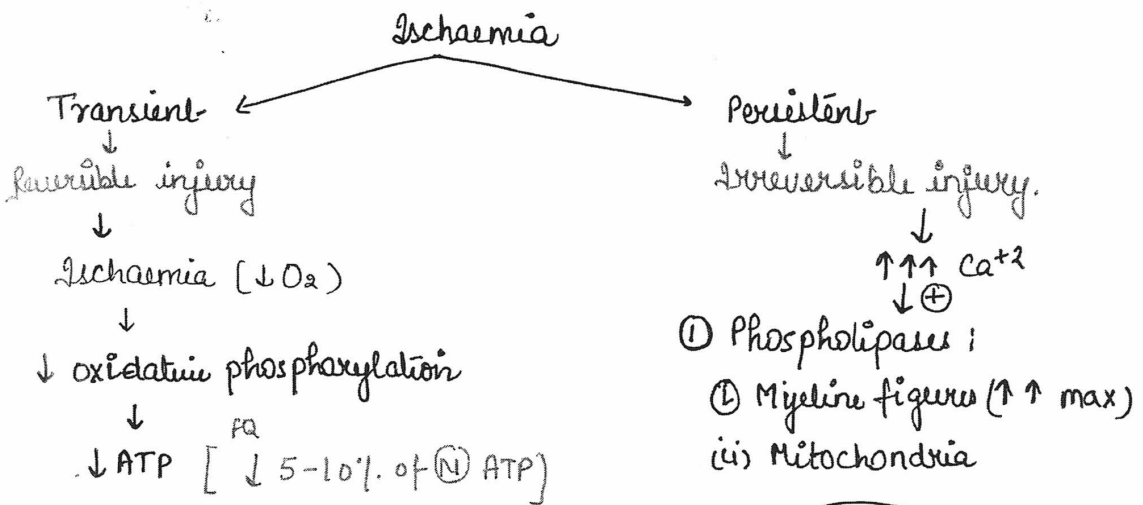 Ischaemia
Transient
Persistent
↓
↓
Reversible injury
Irreversible injury.
↓
↓
Ischaemia [↓O₂)
↑↑↑ Ca+2
↓
↓ ⊕
↓ oxidative phosphorylation
① Phospholipases :
↓
(i) Myeline figures (↑↑ max)
PQ
↓ATP [ ↓ 5-10%. of Ⓝ ATP]
(ii) Mitochondria